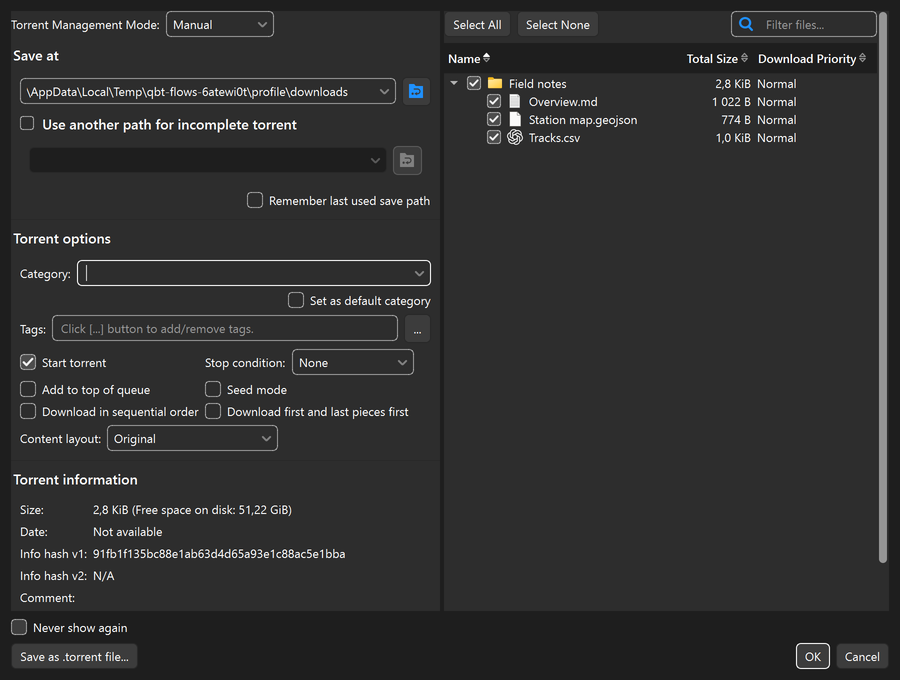 Torrent Management Mode: Manual
Save at
\AppData\Local\Temp\qbt-flows-6atewi0t\profile\downloads
Use another path for incomplete torrent
Remember last used save path
Torrent options
Category:
Set as default category
Tags: Click [...] button to add/remove tags. ...
Start torrent Stop condition: None
Add to top of queue Seed mode
Download in sequential order Download first and last pieces first
Content layout: Original
Torrent information
Size: 2,8 KiB (Free space on disk: 51,22 GiB)
Date: Not available
Info hash v1: 91fb1f135bc88e1ab63d4d65a93e1c88ac5e1bba
Info hash v2: N/A
Comment:
Select All Select None Filter files...
Name Total Size Download Priority
Field notes 2,8 KiB Normal
Overview.md 1 022 B Normal
Station map.geojson 774 B Normal
Tracks.csv 1,0 KiB Normal
Never show again
Save as .torrent file... OK Cancel